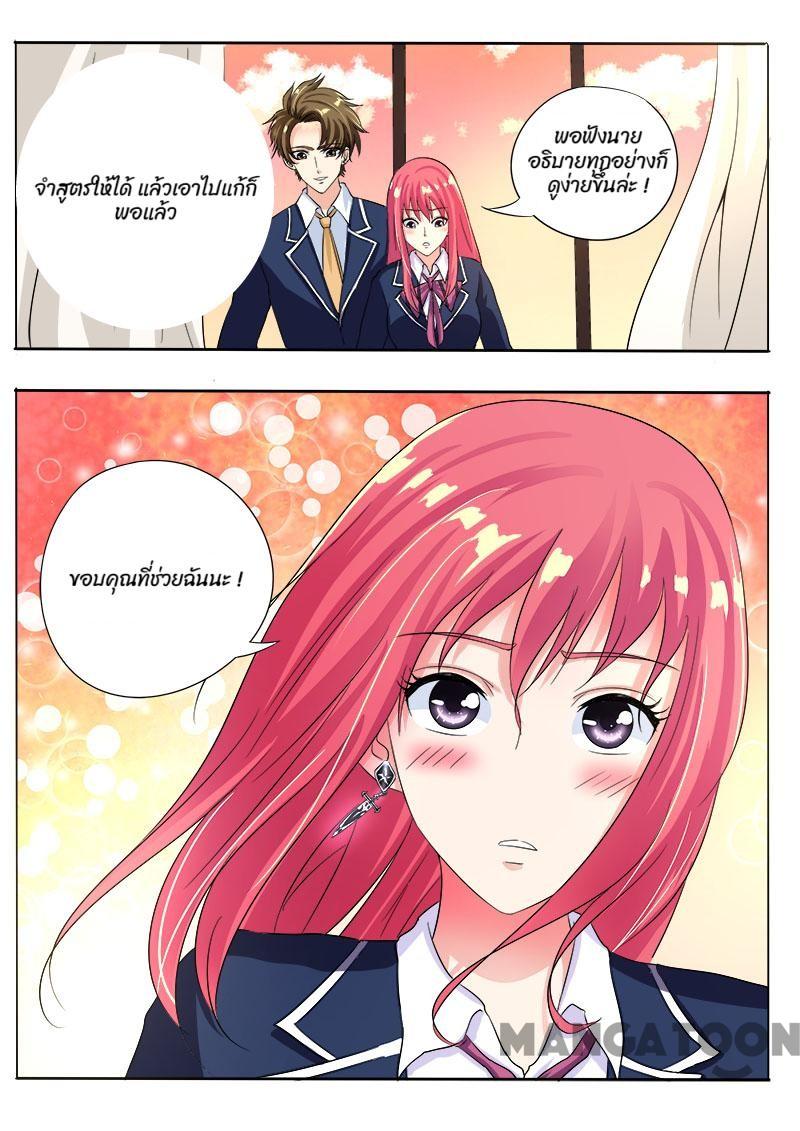 จำสูตรให้ได้ แล้วเอาไปแก้ก็
พอแล้ว
พอฟังนาย
อธิบายทุกอย่างก็
ดูง่ายขึ้นล่ะ !
ขอบคุณที่ช่วยฉันนะ !
MANGATOON